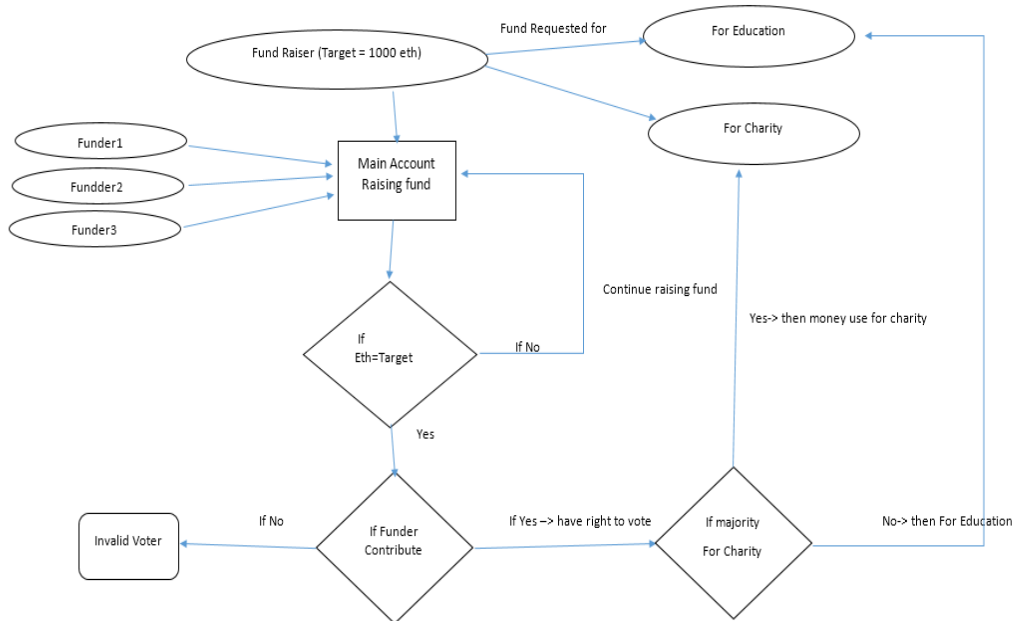 Fund Requested for
For Education
Fund Raiser (Target = 1000 eth)
For Charity
Funder1
Main Account
Raising fund
Fundder2
Funder3
Continue raising fund
Yes-> then money use for charity
If
Eth=Target
If No
Yes
If No
If Funder
Contribute
If Yes –> have right to vote
If majority
For Charity
No-> then For Education
Invalid Voter